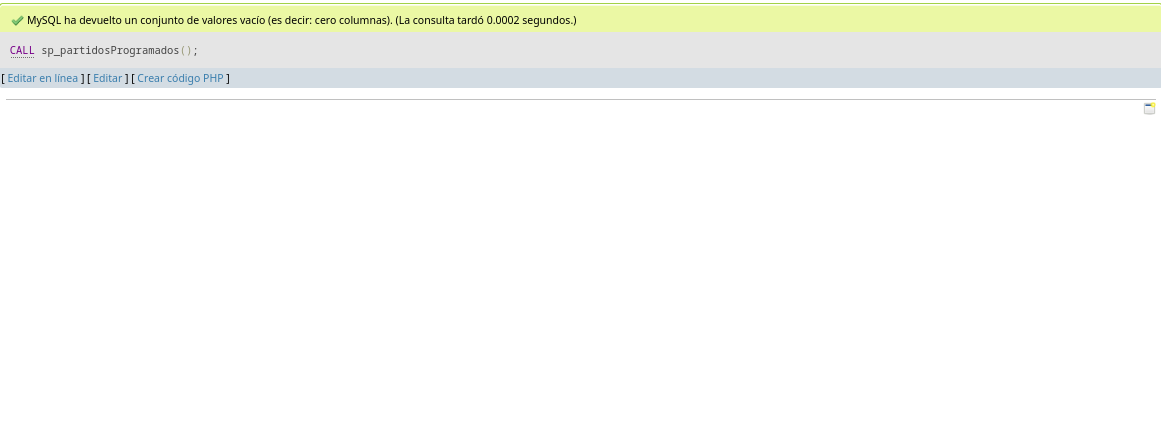 MySQL ha devuelto un conjunto de valores vacío (es decir: cero columnas). (La consulta tardó 0.0002 segundos.)
CALL sp_partidosProgramados();
[ Editar en línea ] [ Editar ] [ Crear código PHP ]